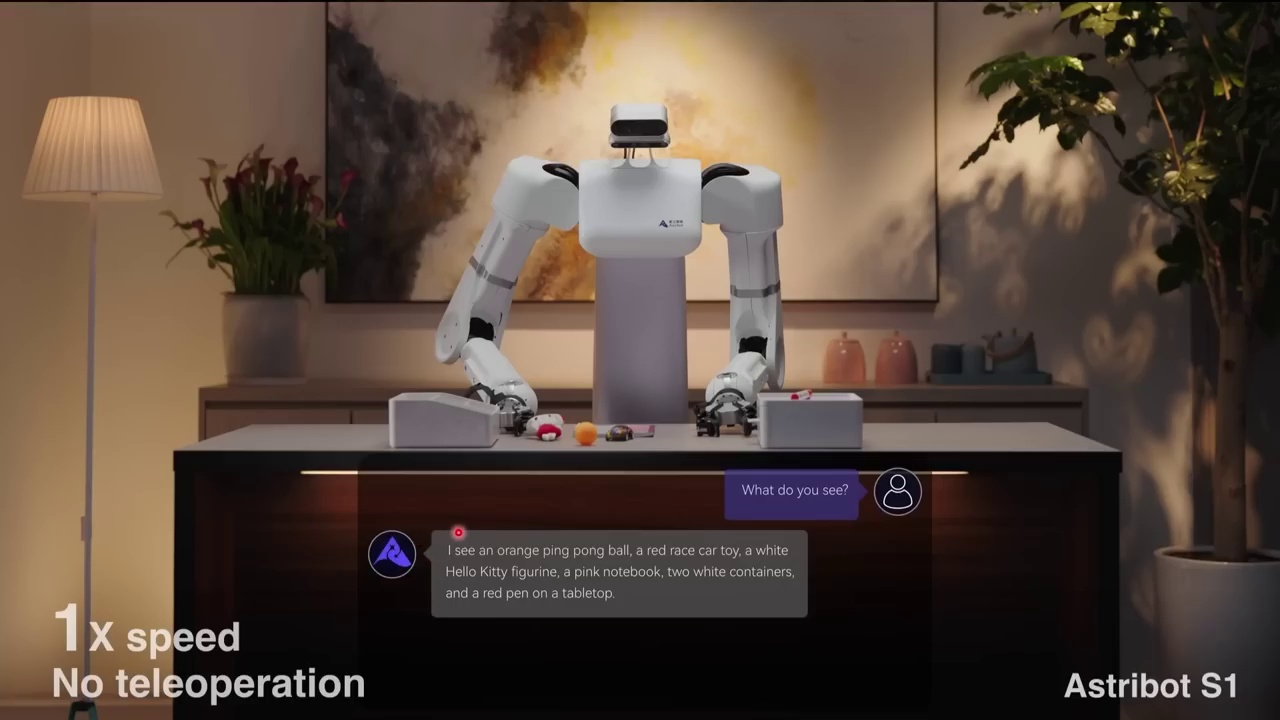 What do you see?
I see an orange ping pong ball, a red race car toy, a white
Hello Kitty figurine, a pink notebook, two white containers,
and a red pen on a tabletop.
1X speed
No teleoperation
Astribot S1